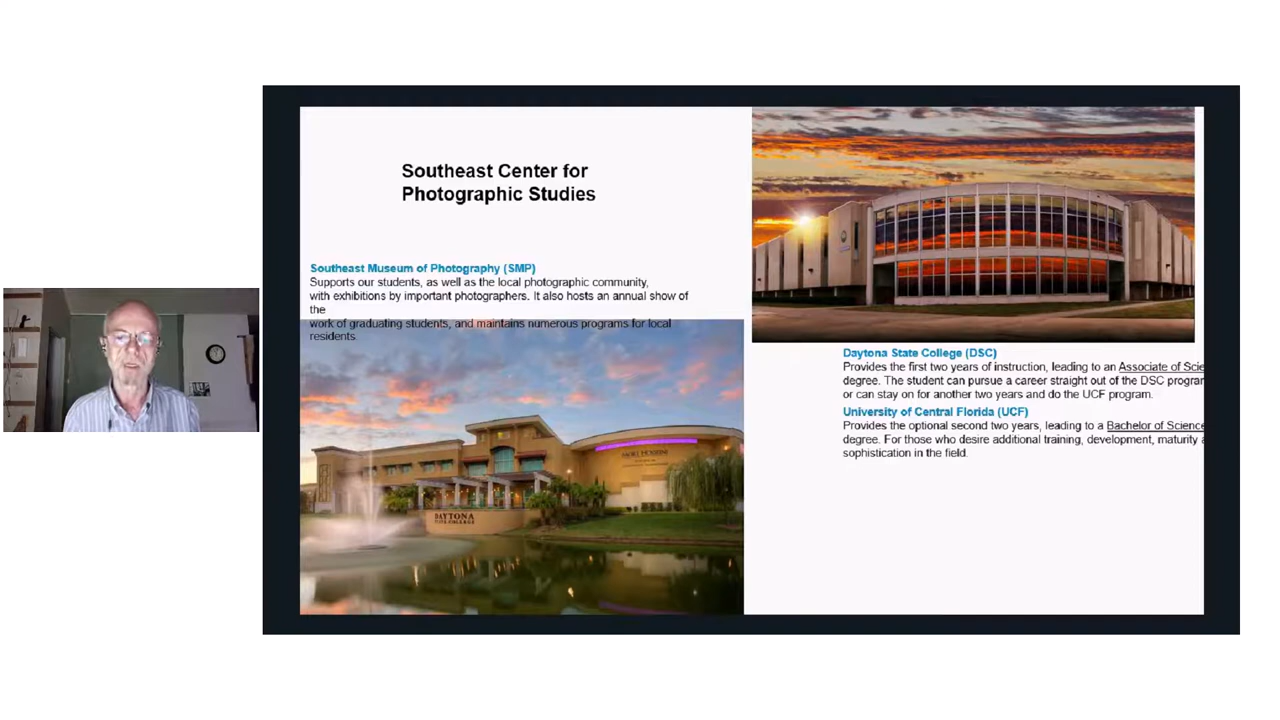 Southeast Center for
Photographic Studies
Southeast Museum of Photography (SMP)
Supports our students, as well as the local photographic community,
with exhibitions by important photographers. It also hosts an annual show of
the
work of graduating students, and maintains numerous programs for local
residents.
DAYTONA
STATE COLLEGE
MORI HOSSEINI
Daytona State College (DSC)
Provides the first two years of instruction, leading to an Associate of Scie
degree. The student can pursue a career straight out of the DSC program
or can stay on for another two years and do the UCF program.
University of Central Florida (UCF)
Provides the optional second two years, leading to a Bachelor of Science
degree. For those who desire additional training, development, maturity a
sophistication in the field.